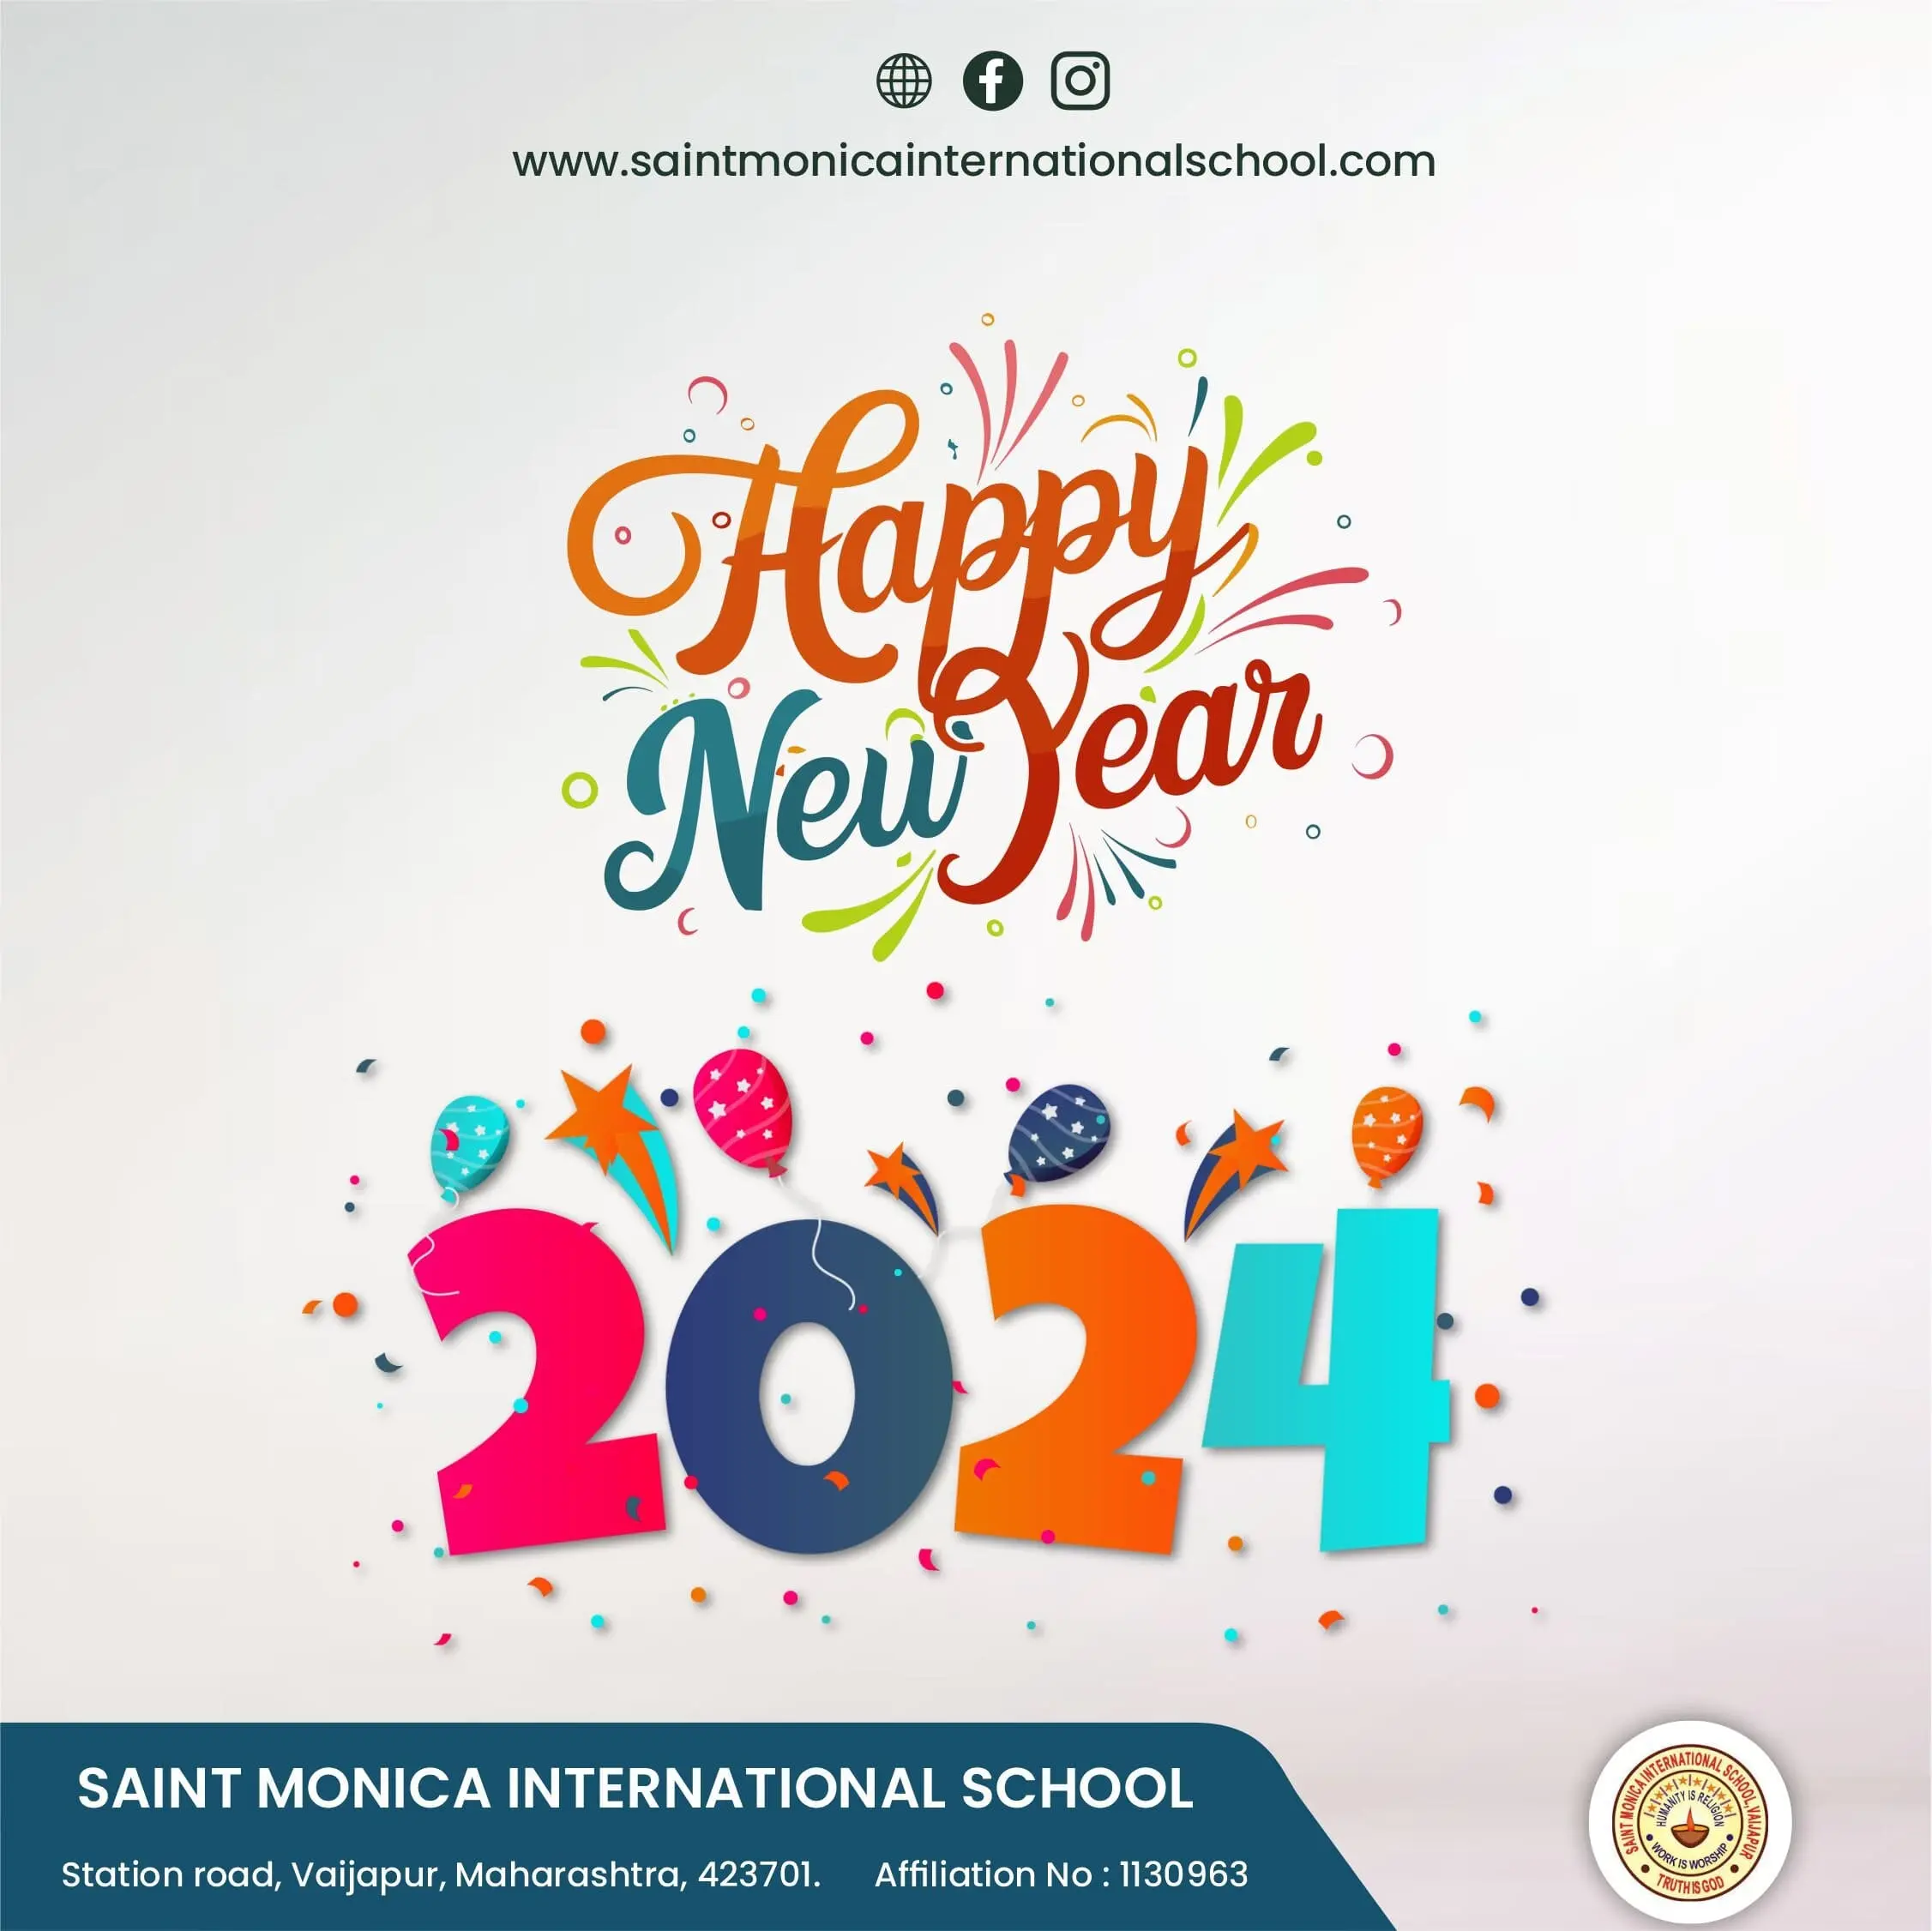 www.saintmonicainternationalschool.com
Happy
New Year
2024
SAINT MONICA INTERNATIONAL SCHOOL
Station road, Vaijapur, Maharashtra, 423701. Affiliation No : 1130963
SAINT MONICA INTERNATIONAL SCHOOL, VAIJAPUR
HUMANITY IS RELIGION
WORK IS WORSHIP
TRUTH IS GOD